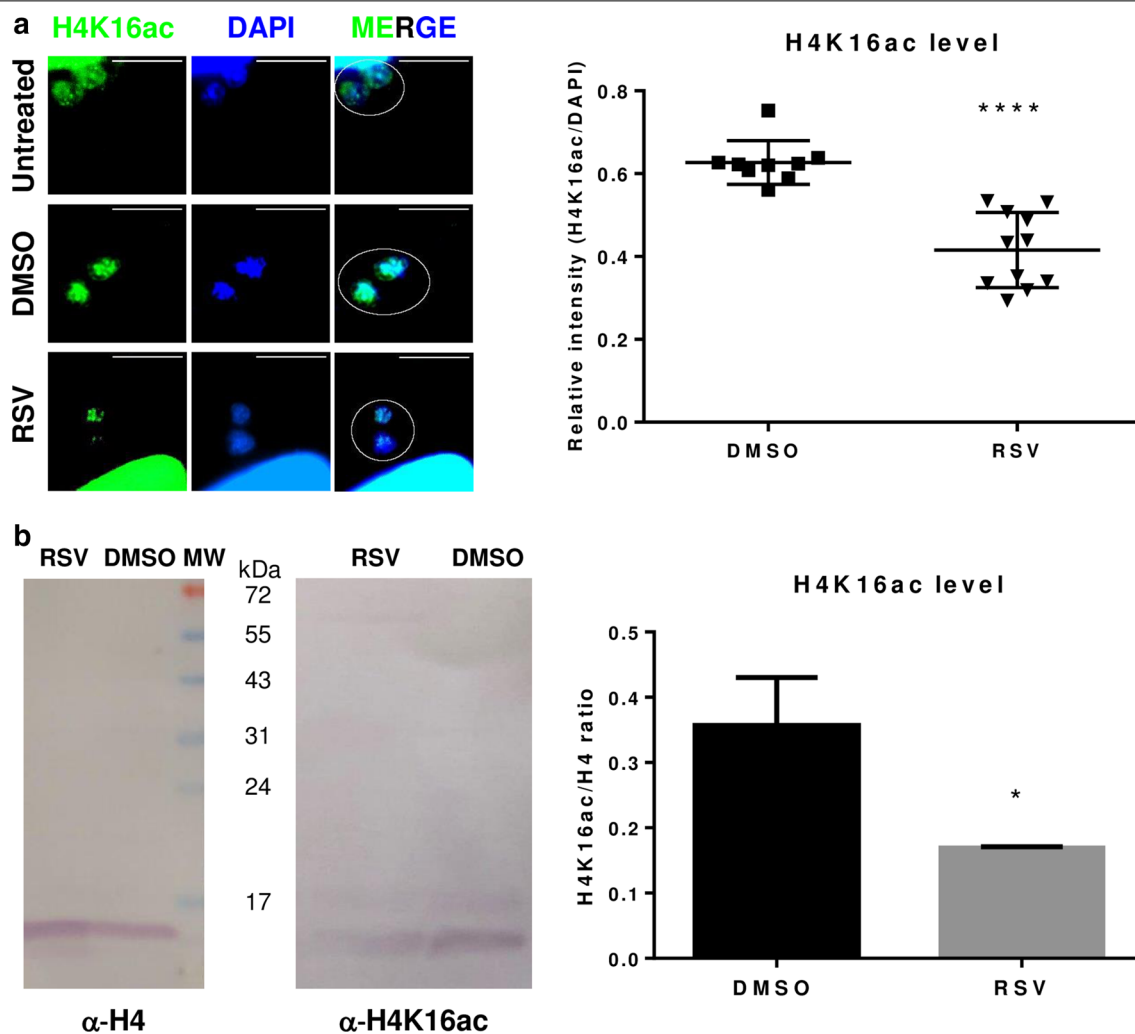 a
H4K16ac DAPI MERGE
Untreated
DMSO
RSV
H4K16ac level
Relative intensity (H4K16ac/DAPI)
0.8
0.6
0.4
0.2
0.0
****
DMSO RSV
b
RSV DMSO MW kDa RSV DMSO
72
55
43
31
24
17
α-H4 α-H4K16ac
H4K16ac level
H4K16ac/H4 ratio
0.5
0.4
0.3
0.2
0.1
0.0
*
DMSO RSV